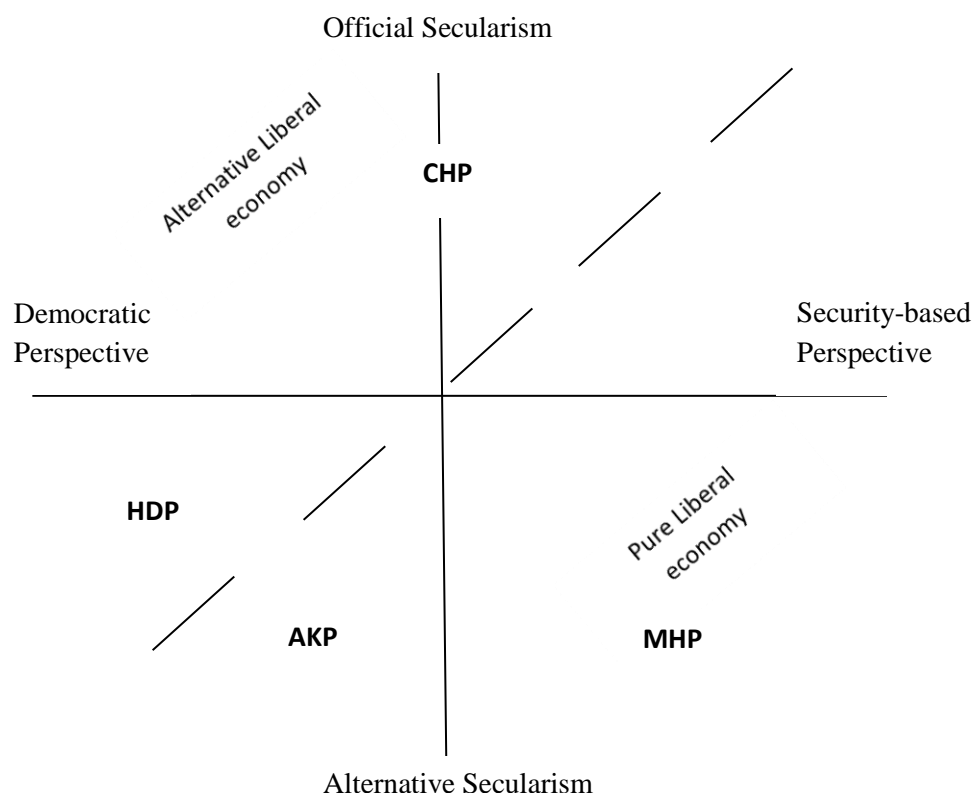 Official Secularism
Alternative Liberal
economy
CHP
Democratic
Perspective
Security-based
Perspective
HDP
Pure Liberal
economy
AKP
MHP
Alternative Secularism